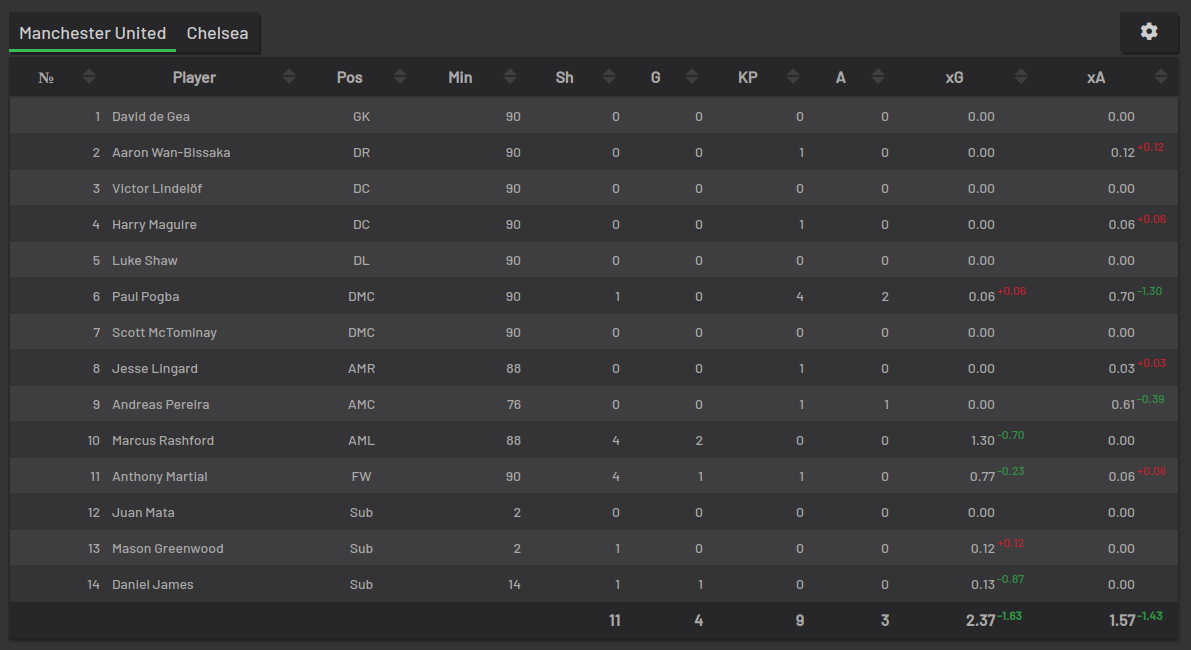 Manchester United Chelsea
№ Player Pos Min Sh G KP A xG xA
1 David de Gea GK 90 0 0 0 0 0.00 0.00
2 Aaron Wan-Bissaka DR 90 0 0 1 0 0.00 0.12 +0.12
3 Victor Lindelöf DC 90 0 0 0 0 0.00 0.00
4 Harry Maguire DC 90 0 0 1 0 0.00 0.06 +0.06
5 Luke Shaw DL 90 0 0 0 0 0.00 0.00
6 Paul Pogba DMC 90 1 0 4 2 0.06 +0.06 0.70 -1.30
7 Scott McTominay DMC 90 0 0 0 0 0.00 0.00
8 Jesse Lingard AMR 88 0 0 1 0 0.00 0.03 +0.03
9 Andreas Pereira AMC 76 0 0 1 1 0.00 0.61 -0.39
10 Marcus Rashford AML 88 4 2 0 0 1.30 -0.70 0.00
11 Anthony Martial FW 90 4 1 1 0 0.77 -0.23 0.06 +0.06
12 Juan Mata Sub 2 0 0 0 0 0.00 0.00
13 Mason Greenwood Sub 2 1 0 0 0 0.12 +0.12 0.00
14 Daniel James Sub 14 1 1 0 0 0.13 -0.87 0.00
11 4 9 3 2.37 -1.63 1.57 -1.43